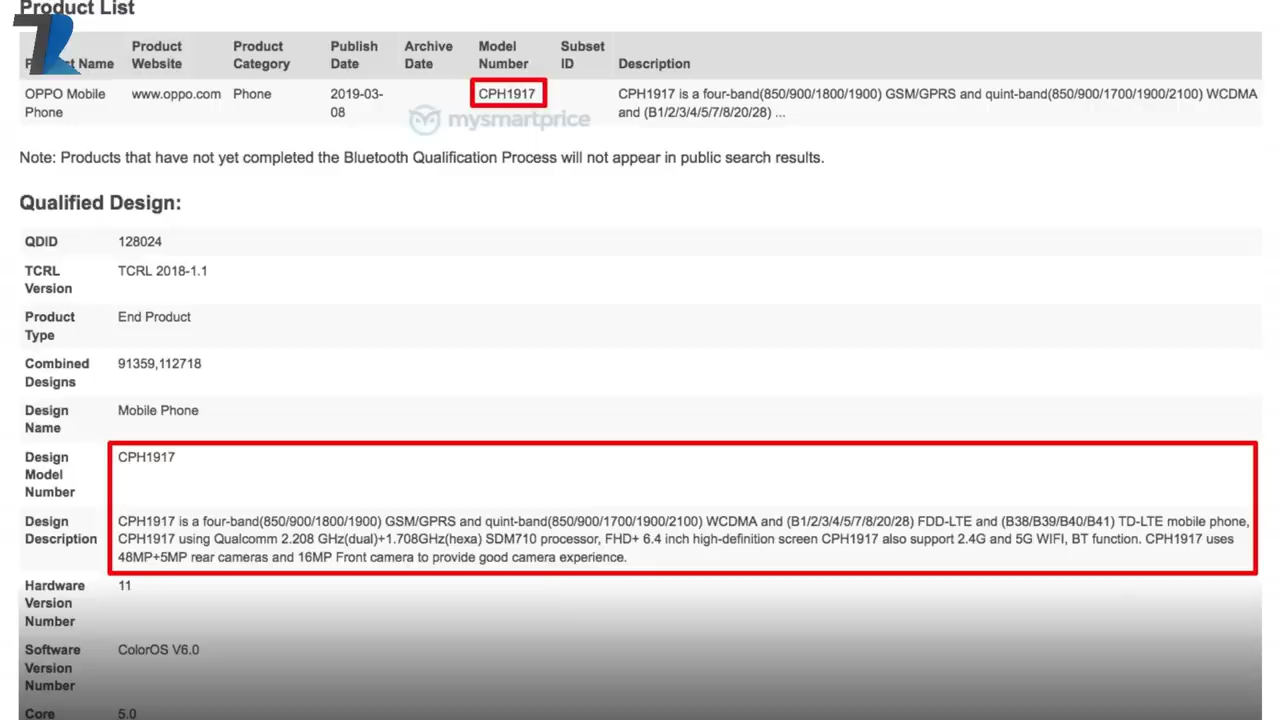 Product List
Product Product Publish Archive Model Subset
Name Website Category Date Date Number ID Description
OPPO Mobile www.oppo.com Phone 2019-03- CPH1917 CPH1917 is a four-band(850/900/1800/1900) GSM/GPRS and quint-band(850/900/1700/1900/2100) WCDMA
Phone 08 and (B1/2/3/4/5/7/8/20/28) ...
mysmartprice
Note: Products that have not yet completed the Bluetooth Qualification Process will not appear in public search results.
Qualified Design:
QDID 128024
TCRL TCRL 2018-1.1
Version
Product End Product
Type
Combined 91359,112718
Designs
Design Mobile Phone
Name
Design CPH1917
Model
Number
Design CPH1917 is a four-band(850/900/1800/1900) GSM/GPRS and quint-band(850/900/1700/1900/2100) WCDMA and (B1/2/3/4/5/7/8/20/28) FDD-LTE and (B38/B39/B40/B41) TD-LTE mobile phone,
Description CPH1917 using Qualcomm 2.208 GHz(dual)+1.708GHz(hexa) SDM710 processor, FHD+ 6.4 inch high-definition screen CPH1917 also support 2.4G and 5G WIFI, BT function. CPH1917 uses
48MP+5MP rear cameras and 16MP Front camera to provide good camera experience.
Hardware 11
Version
Number
Software ColorOS V6.0
Version
Number
Core 5.0